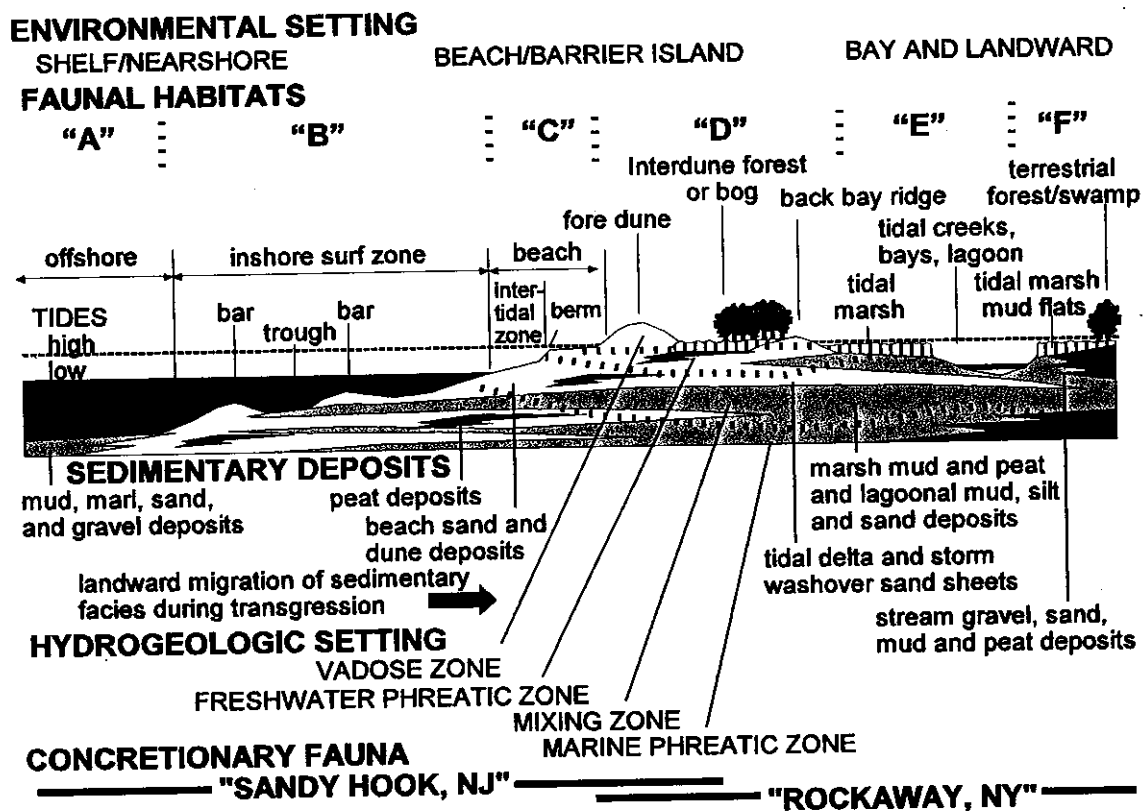 ENVIRONMENTAL SETTING
SHELF/NEARSHORE
BEACH/BARRIER ISLAND
BAY AND LANDWARD
FAUNAL HABITATS
"A"
"B"
"C"
"D"
"E"
"F"
Interdune forest
or bog
terrestrial
forest/swamp
fore dune
back bay ridge
tidal creeks,
bays, lagoon
offshore
inshore surf zone
beach
inter-
tidal
zone
berm
tidal
marsh
tidal marsh
mud flats
TIDES
high
low
bar
trough
bar
SEDIMENTARY DEPOSITS
mud, marl, sand,
and gravel deposits
peat deposits
beach sand and
dune deposits
marsh mud and peat
and lagoonal mud, silt
and sand deposits
tidal delta and storm
washover sand sheets
stream gravel, sand,
mud and peat deposits
landward migration of sedimentary
facies during transgression
HYDROGEOLOGIC SETTING
VADOSE ZONE
FRESHWATER PHREATIC ZONE
MIXING ZONE
MARINE PHREATIC ZONE
CONCRETIONARY FAUNA
"SANDY HOOK, NJ"
"ROCKAWAY, NY"